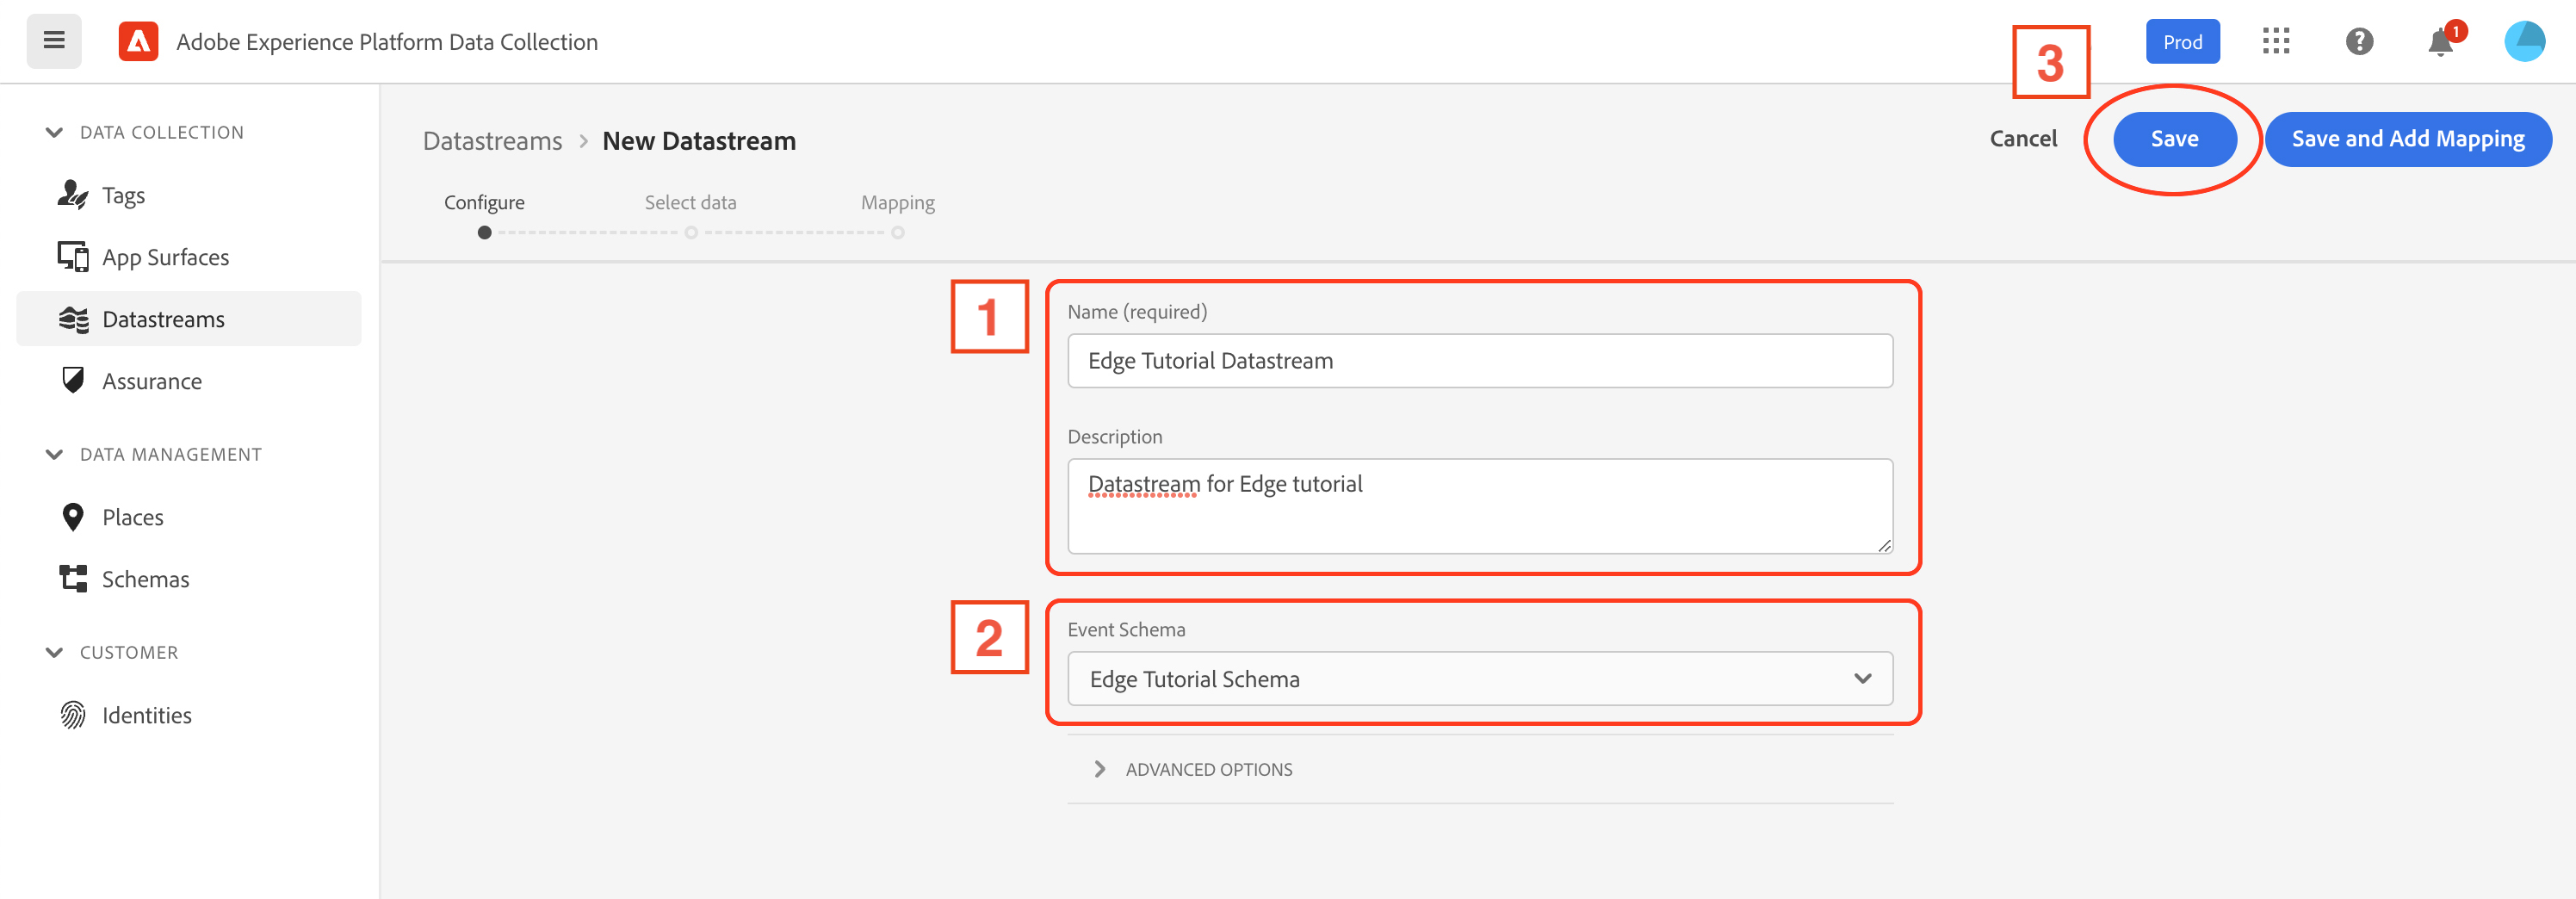 Adobe Experience Platform Data Collection
3
Prod
1
DATA COLLECTION
Tags
App Surfaces
Datastreams
Assurance
DATA MANAGEMENT
Places
Schemas
CUSTOMER
Identities
Datastreams > New Datastream
Cancel
Save
Save and Add Mapping
Configure
Select data
Mapping
1
Name (required)
Edge Tutorial Datastream
Description
Datastream for Edge tutorial
2
Event Schema
Edge Tutorial Schema
ADVANCED OPTIONS